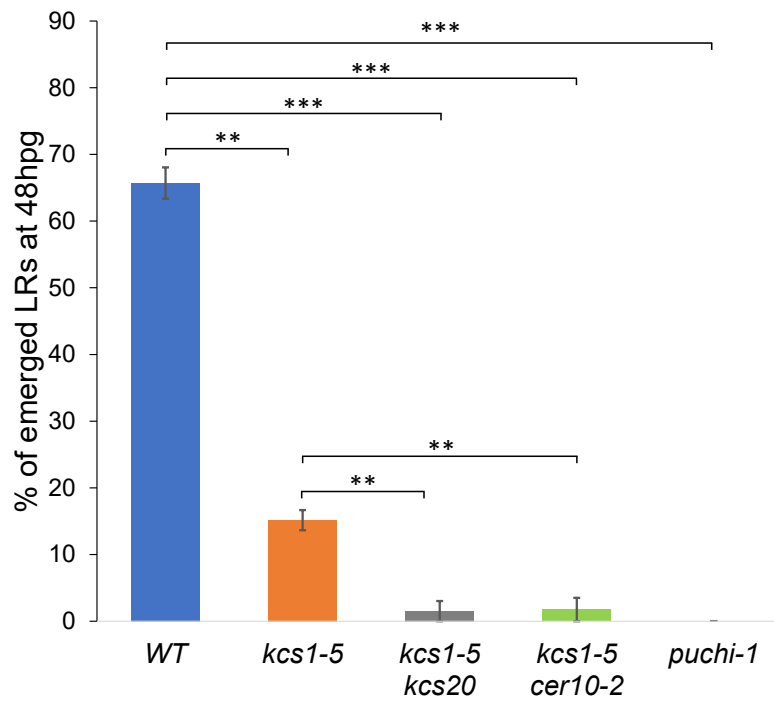 90
80
70
60
50
40
30
20
10
0
% of emerged LRs at 48hpg
***
***
***
**
**
**
WT
kcs1-5
kcs1-5
kcs20
kcs1-5
cer10-2
puchi-1